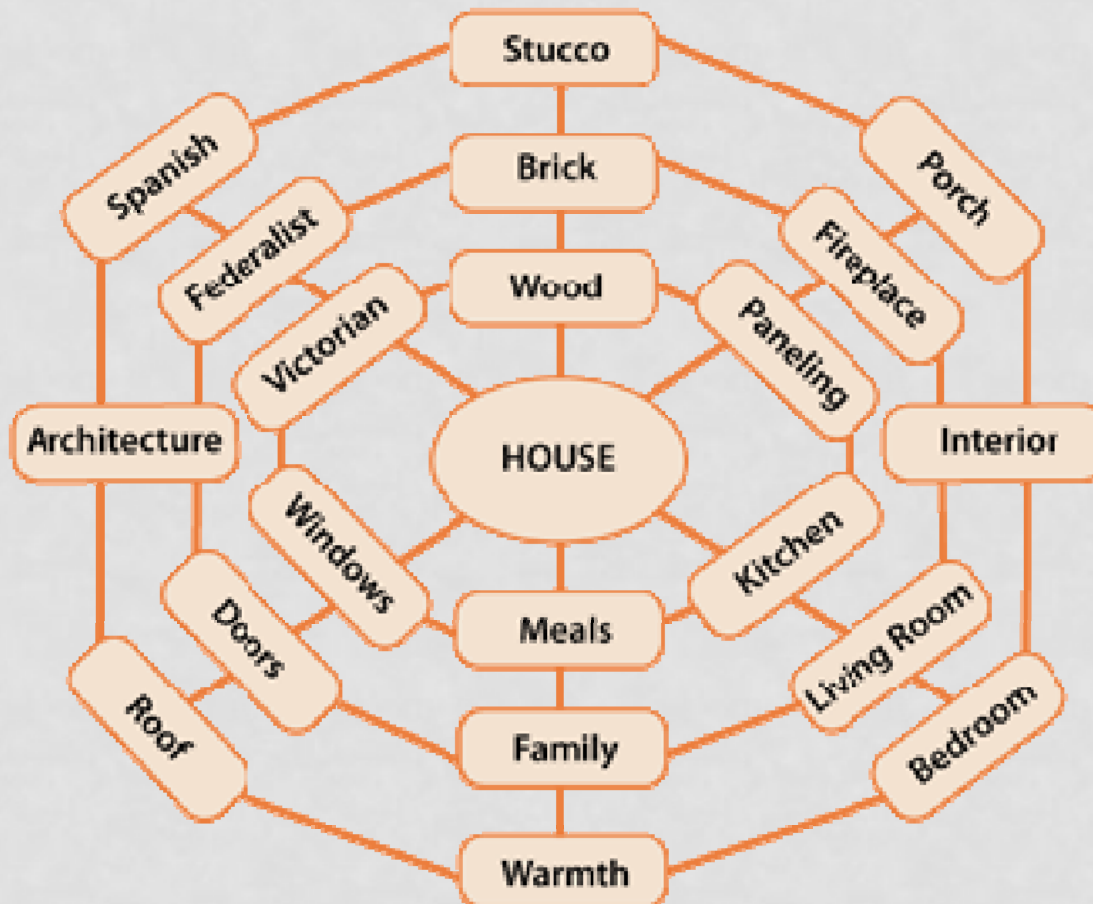 Stucco
Spanish
Brick
Porch
Federalist
Fireplace
Wood
Victorian
Paneling
Architecture
HOUSE
Interior
Windows
Kitchen
Doors
Meals
Living Room
Roof
Family
Bedroom
Warmth